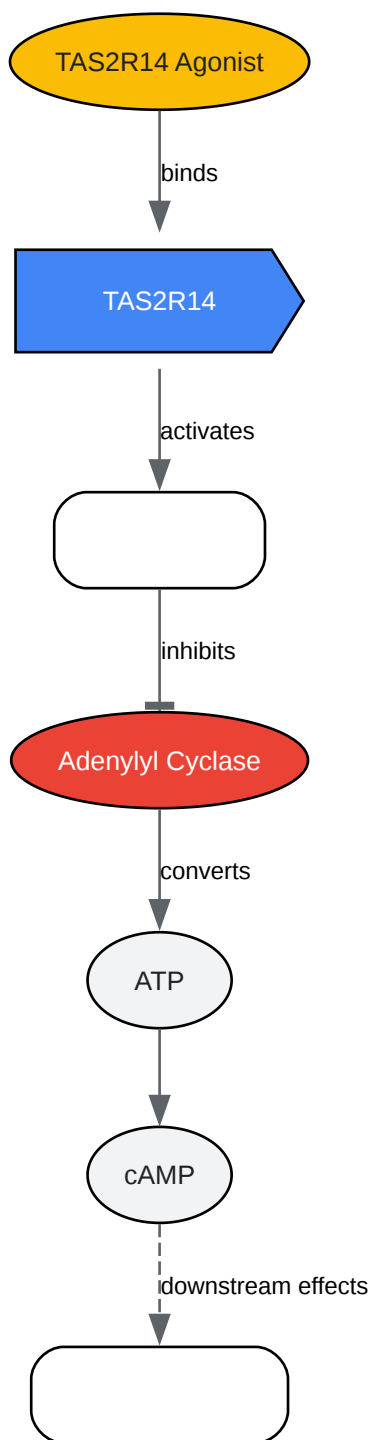 TAS2R14 Agonist
binds
TAS2R14
activates
inhibits
Adenylyl Cyclase
converts
ATP
cAMP
downstream effects